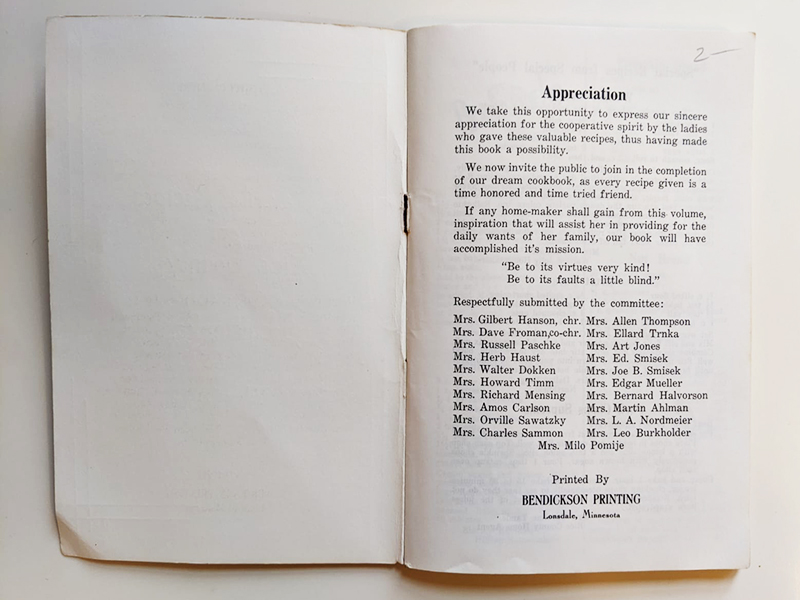 2—
Appreciation
We take this opportunity to express our sincere
appreciation for the cooperative spirit by the ladies
who gave these valuable recipes, thus having made
this book a possibility.
We now invite the public to join in the completion
of our dream cookbook, as every recipe given is a
time honored and time tried friend.
If any home-maker shall gain from this volume,
inspiration that will assist her in providing for the
daily wants of her family, our book will have
accomplished it's mission.
"Be to its virtues very kind!
Be to its faults a little blind."
Respectfully submitted by the committee:
Mrs. Gilbert Hanson, chr. Mrs. Allen Thompson
Mrs. Dave Froman,co-chr. Mrs. Ellard Trnka
Mrs. Russell Paschke Mrs. Art Jones
Mrs. Herb Haust Mrs. Ed. Smisek
Mrs. Walter Dokken Mrs. Joe B. Smisek
Mrs. Howard Timm Mrs. Edgar Mueller
Mrs. Richard Mensing Mrs. Bernard Halvorson
Mrs. Amos Carlson Mrs. Martin Ahlman
Mrs. Orville Sawatzky Mrs. L. A. Nordmeier
Mrs. Charles Sammon Mrs. Leo Burkholder
Mrs. Milo Pomije
Printed By
BENDICKSON PRINTING
Lonsdale, Minnesota